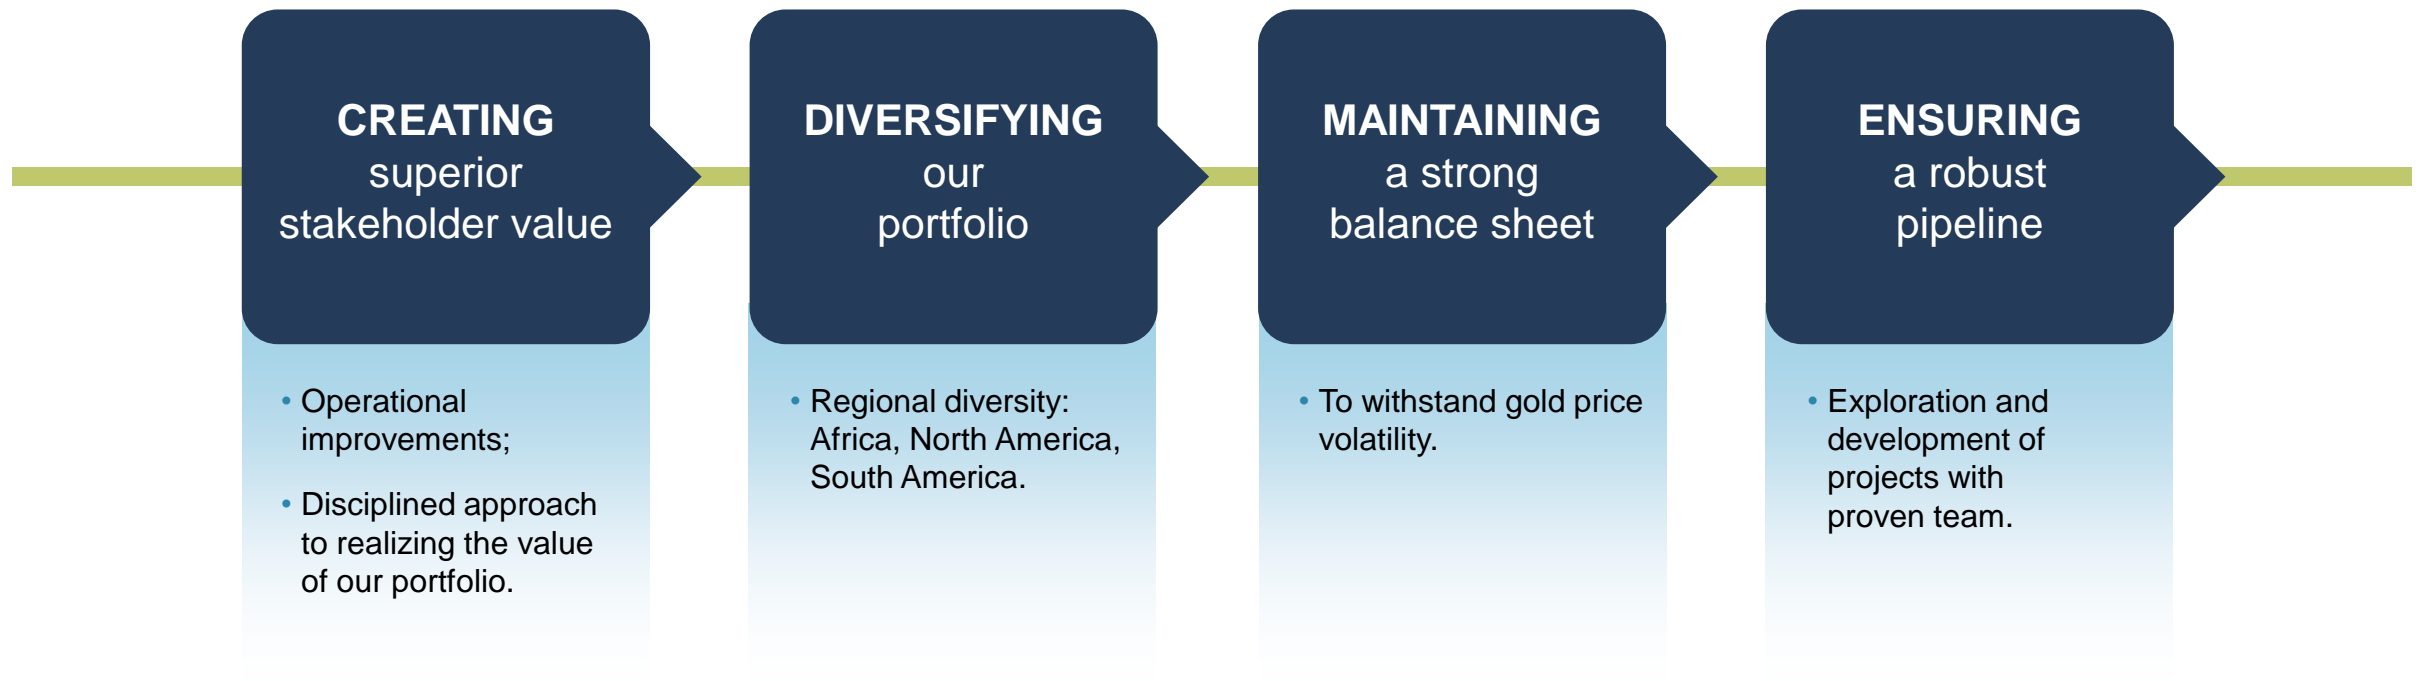 CREATING
superior
stakeholder value
• Operational
improvements;
• Disciplined approach
to realizing the value
of our portfolio.
DIVERSIFYING
our
portfolio
• Regional diversity:
Africa, North America,
South America.
MAINTAINING
a strong
balance sheet
• To withstand gold price
volatility.
ENSURING
a robust
pipeline
• Exploration and
development of
projects with
proven team.